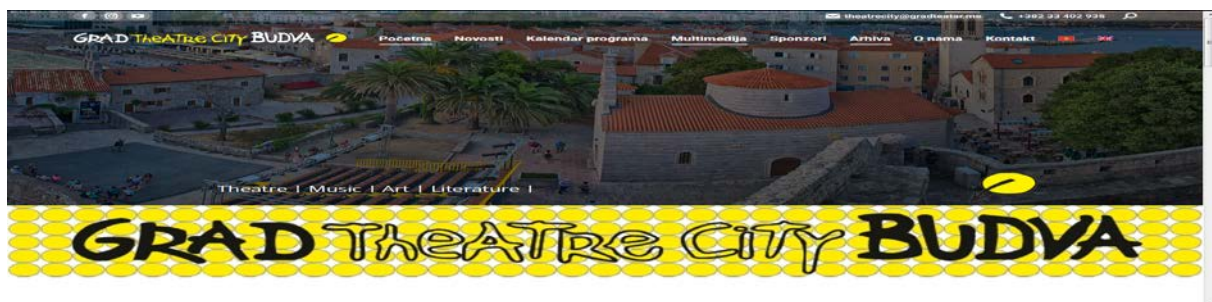 theatrecity@gradteatar.me +382 33 402 935
GRAD TheATRe CiTy BUDVA Početna Novosti Kalendar programa Multimedija Sponzori Arhiva O nama Kontakt
Theatre | Music | Art | Literature |
GRAD TheATRe CiTy BUDVA